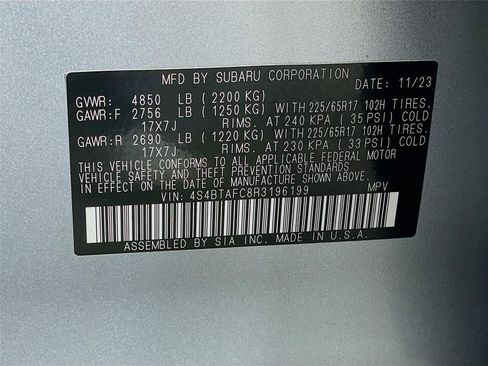 MFD BY SUBARU CORPORATION
DATE: 11/23
GVWR: 4850 LB ( 2200 KG)
GAWR:F 2756 LB ( 1250 KG) WITH 225/65R17 102H TIRES.
17X7J RIMS. AT 240 KPA ( 35 PSI) COLD
GAWR:R 2690 LB ( 1220 KG) WITH 225/65R17 102H TIRES.
17X7J RIMS. AT 230 KPA ( 33 PSI) COLD
THIS VEHICLE CONFORMS TO ALL APPLICABLE FEDERAL MOTOR
VEHICLE SAFETY AND THEFT PREVENTION STANDARDS
IN EFFECT ON THE DATE OF MANUFACTURE SHOWN ABOVE.
VIN: 4S4BTAFC8R3196199 MPV
ASSEMBLED BY SIA INC. MADE IN U.S.A.